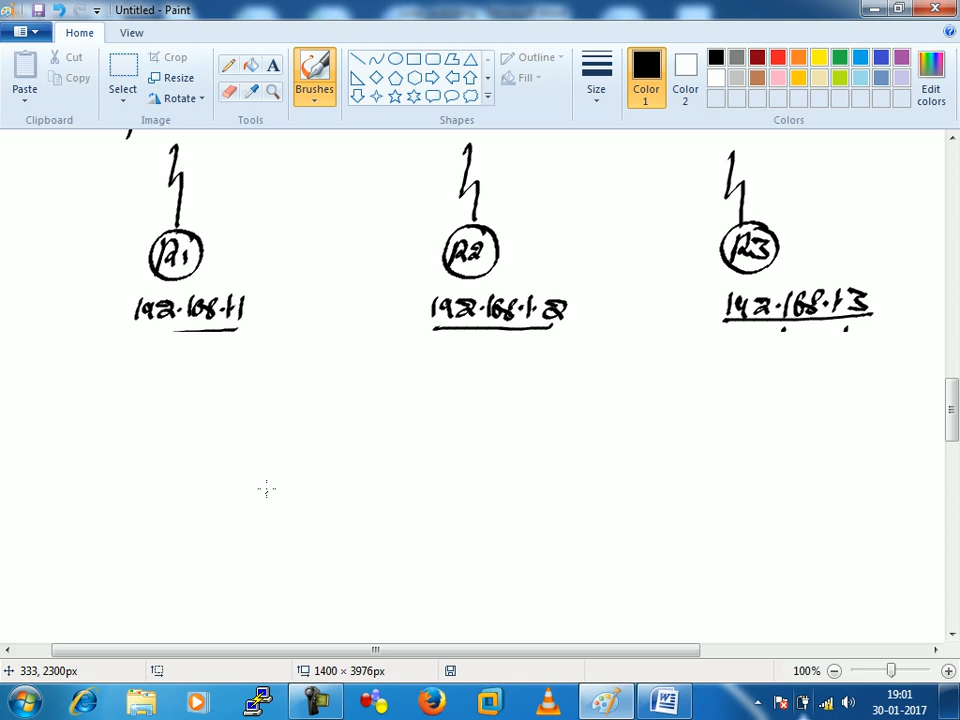 Untitled - Paint
Home View
Paste Cut Copy Clipboard
Select Crop Resize Rotate Image
Tools
Brushes
Outline Fill Shapes
Size
Color 1 Color 2 Edit colors Colors
R1 R2 R3
192.168.1.1 192.168.1.2 192.168.1.3
333, 2300px 1400 × 3976px 100%
19:01
30-01-2017